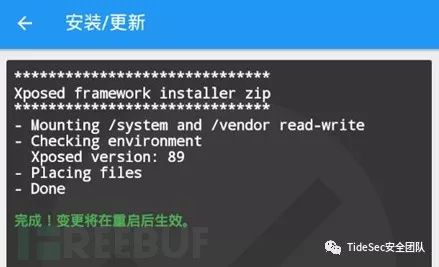 安装/更新
******************************
Xposed framework installer zip
******************************
- Mounting /system and /vendor read-write
- Checking environment
Xposed version: 89
- Placing files
- Done
完成！变更将在重启后生效。
FREEBUF
TideSec安全团队